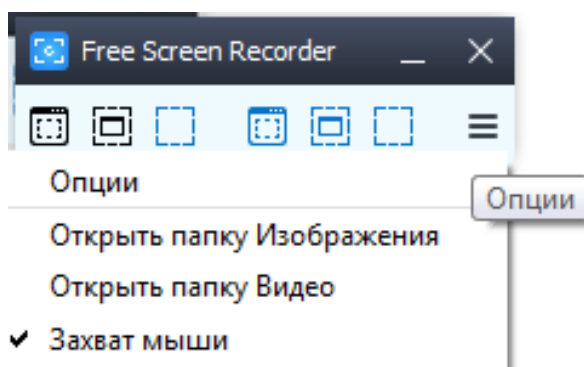 Free Screen Recorder
Опции
Опции
Открыть папку Изображения
Открыть папку Видео
Захват мыши